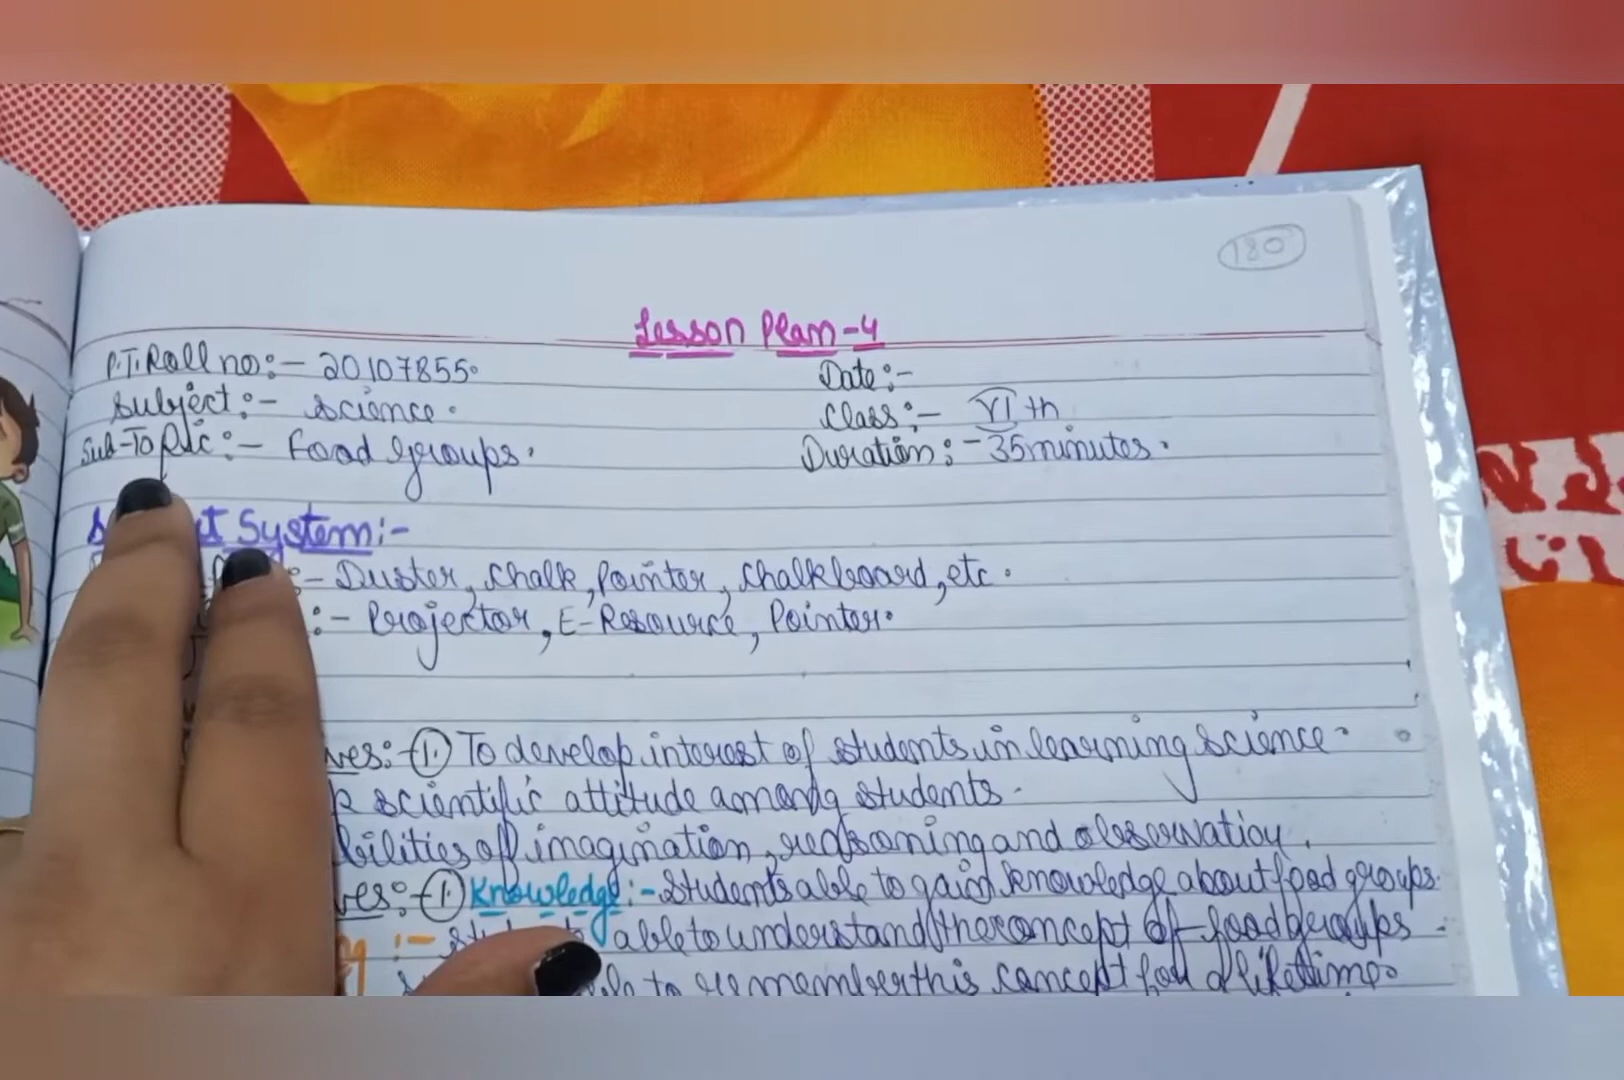 180
Lesson Plan-4
P.T. Roll no:- 20107855.
Date:-
Subject:- Science.
Class:- VI th
Sub-Topic:- Food groups.
Duration:- 35 minutes.
System:-
:- Duster, Chalk, Pointer, Chalkboard, etc.
:- Projector, E-Resource, Pointer.
ves:- (1.) To develop interest of students in learning science.
scientific attitude among students.
bilities of imagination, reasoning and observation.
ves:- (1.) Knowledge:- Students able to gain knowledge about food groups.
:- able to understand the concept of food groups.
to remember this concept for a lifetime.